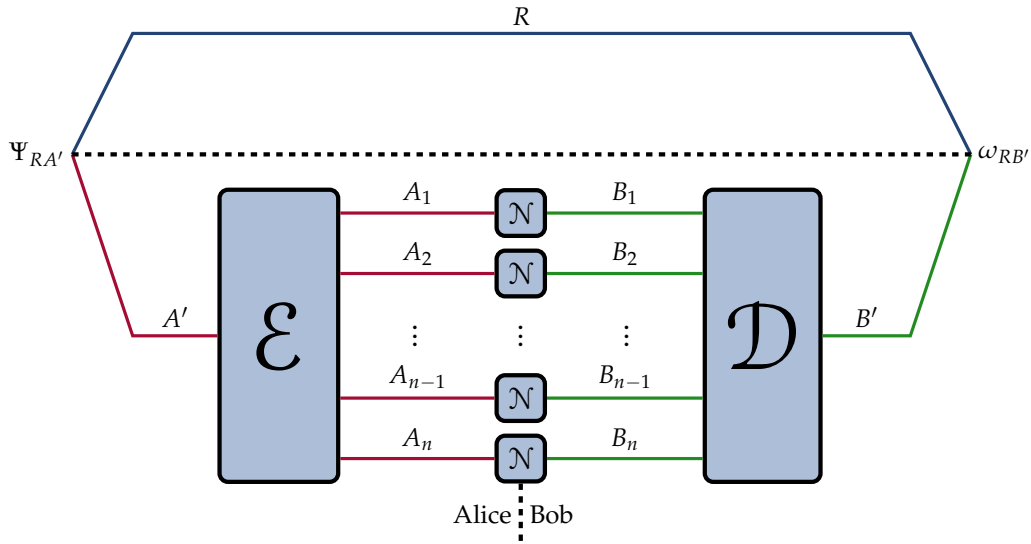 R
Ψ_{RA′} ω_{RB′}
A_1 𝒩 B_1
A_2 𝒩 B_2
A′ ℰ ⋮ ⋮ ⋮ 𝒟 B′
A_{n−1} 𝒩 B_{n−1}
A_n 𝒩 B_n
Alice Bob